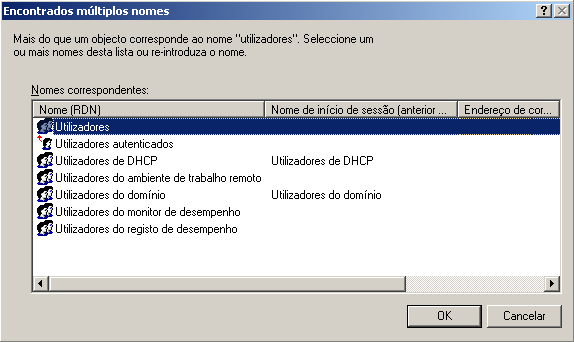 Encontrados múltiplos nomes
Mais do que um objecto corresponde ao nome "utilizadores". Seleccione um
ou mais nomes desta lista ou re-introduza o nome.
Nomes correspondentes:
Nome (RDN) Nome de início de sessão (anterior ... Endereço de cor...
Utilizadores
Utilizadores autenticados
Utilizadores de DHCP Utilizadores de DHCP
Utilizadores do ambiente de trabalho remoto
Utilizadores do domínio Utilizadores do domínio
Utilizadores do monitor de desempenho
Utilizadores do registo de desempenho
OK Cancelar